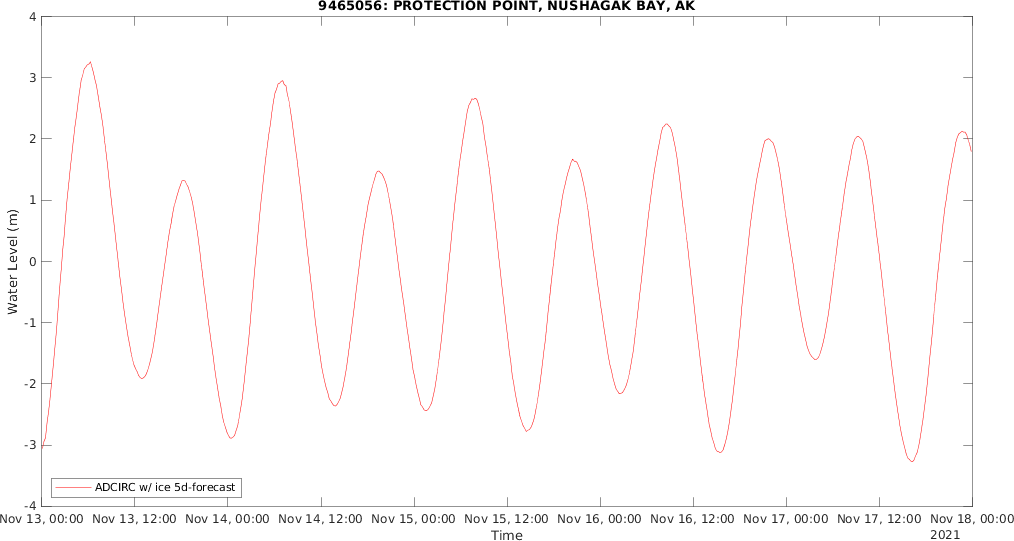 9465056: PROTECTION POINT, NUSHAGAK BAY, AK
4
3
2
1
0
-1
-2
-3
-4
Water Level (m)
ADCIRC w/ ice 5d-forecast
Nov 13, 00:00 Nov 13, 12:00 Nov 14, 00:00 Nov 14, 12:00 Nov 15, 00:00 Nov 15, 12:00 Nov 16, 00:00 Nov 16, 12:00 Nov 17, 00:00 Nov 17, 12:00 Nov 18, 00:00
Time
2021